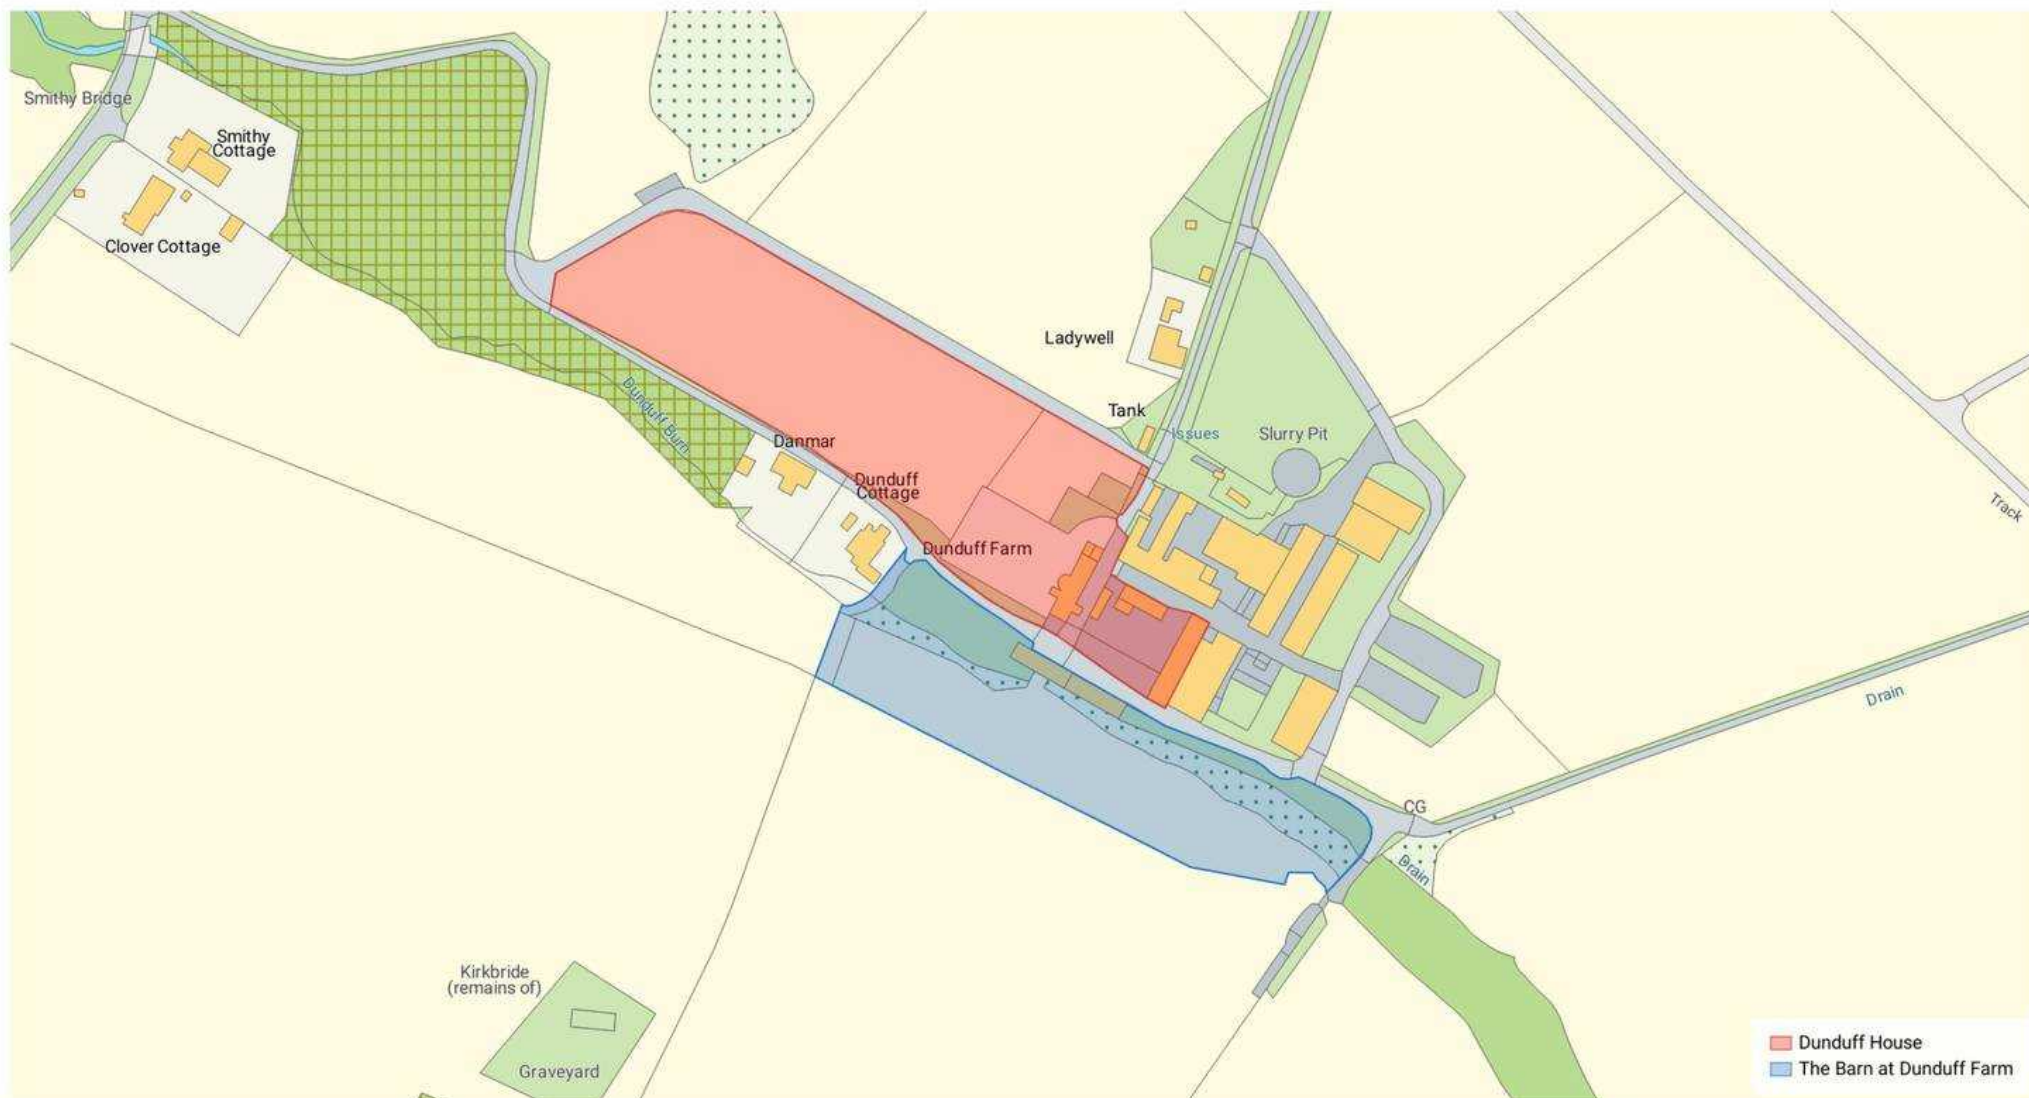 Smithy Bridge
Smithy
Cottage
Clover Cottage
Ladywell
Tank
Issues
Slurry Pit
Dunduff Burn
Danmar
Dunduff
Cottage
Dunduff Farm
Track
Drain
CG
Drain
Kirkbride
(remains of)
Graveyard
Dunduff House
The Barn at Dunduff Farm